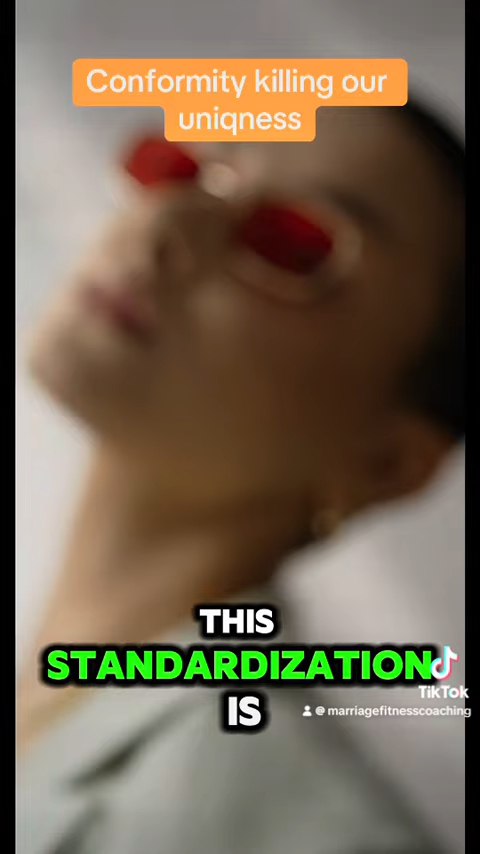 Conformity killing our
uniqness
THIS
STANDARDIZATION
IS
TikTok
@marriagefitnesscoaching